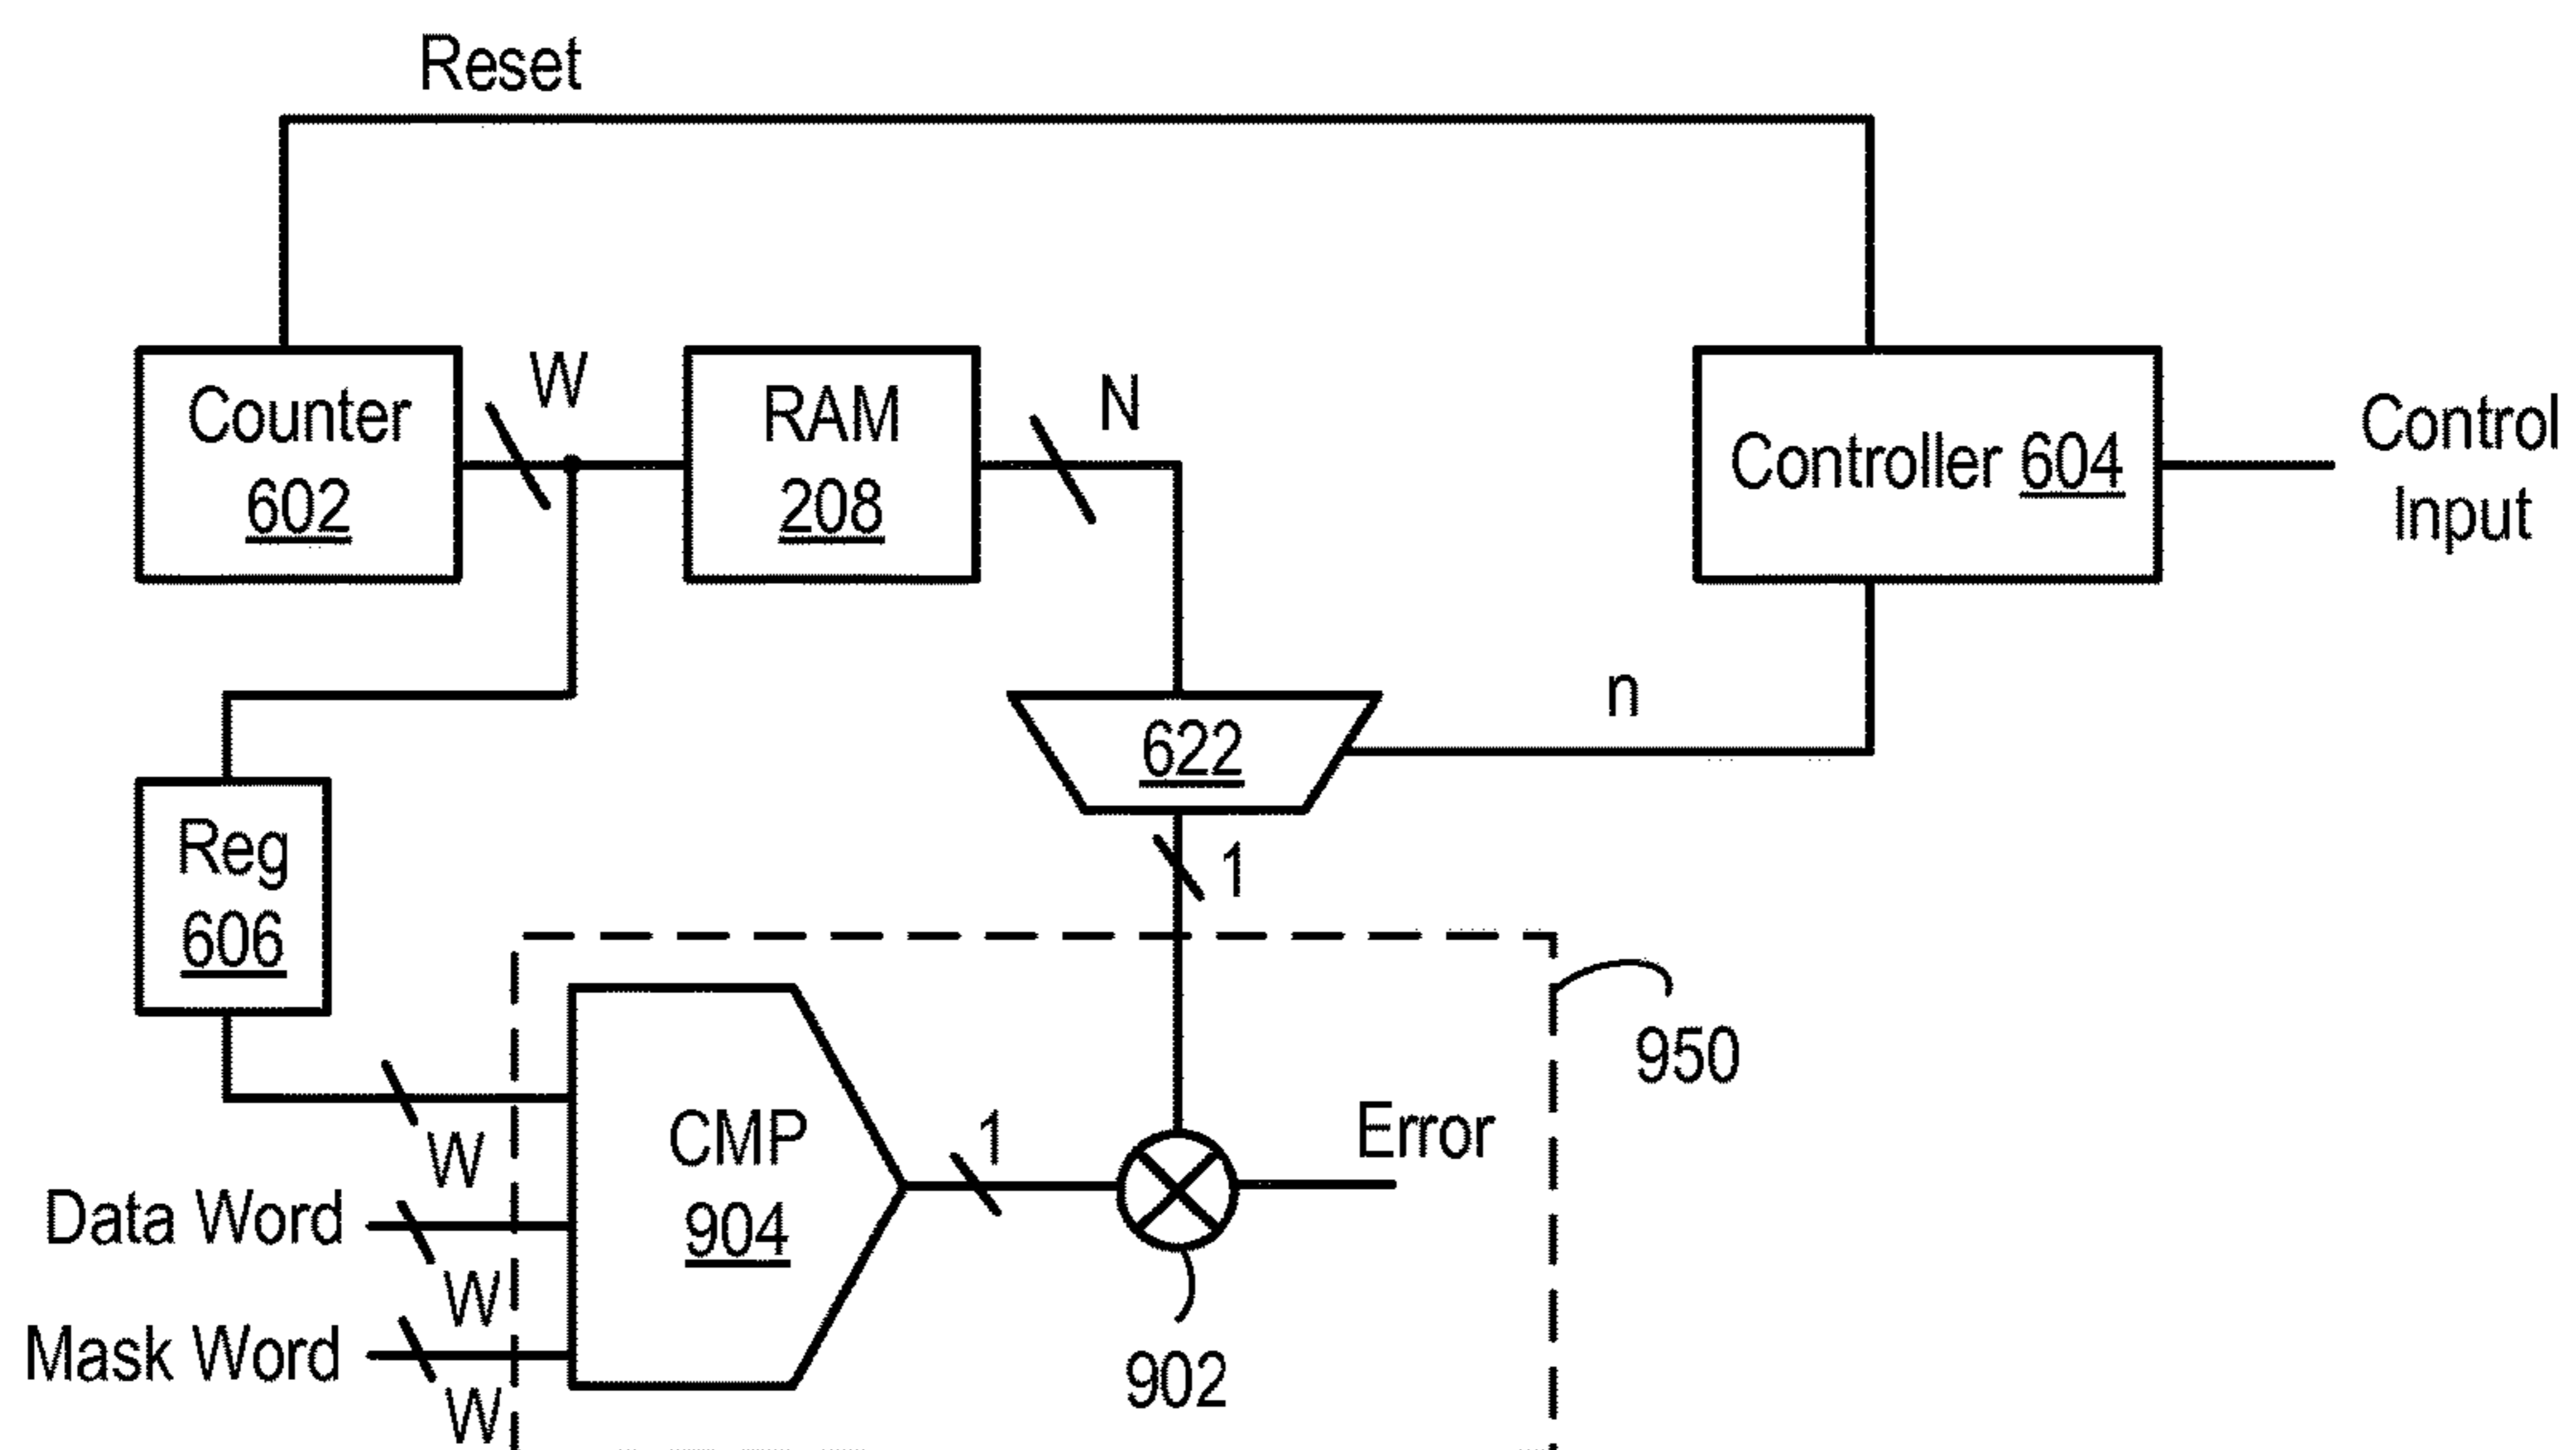 Reset
Counter
602
W
RAM
208
N
Controller 604
Control
Input
n
622
1
Reg
606
950
W
CMP
904
1
Error
Data Word
W
Mask Word
W
902